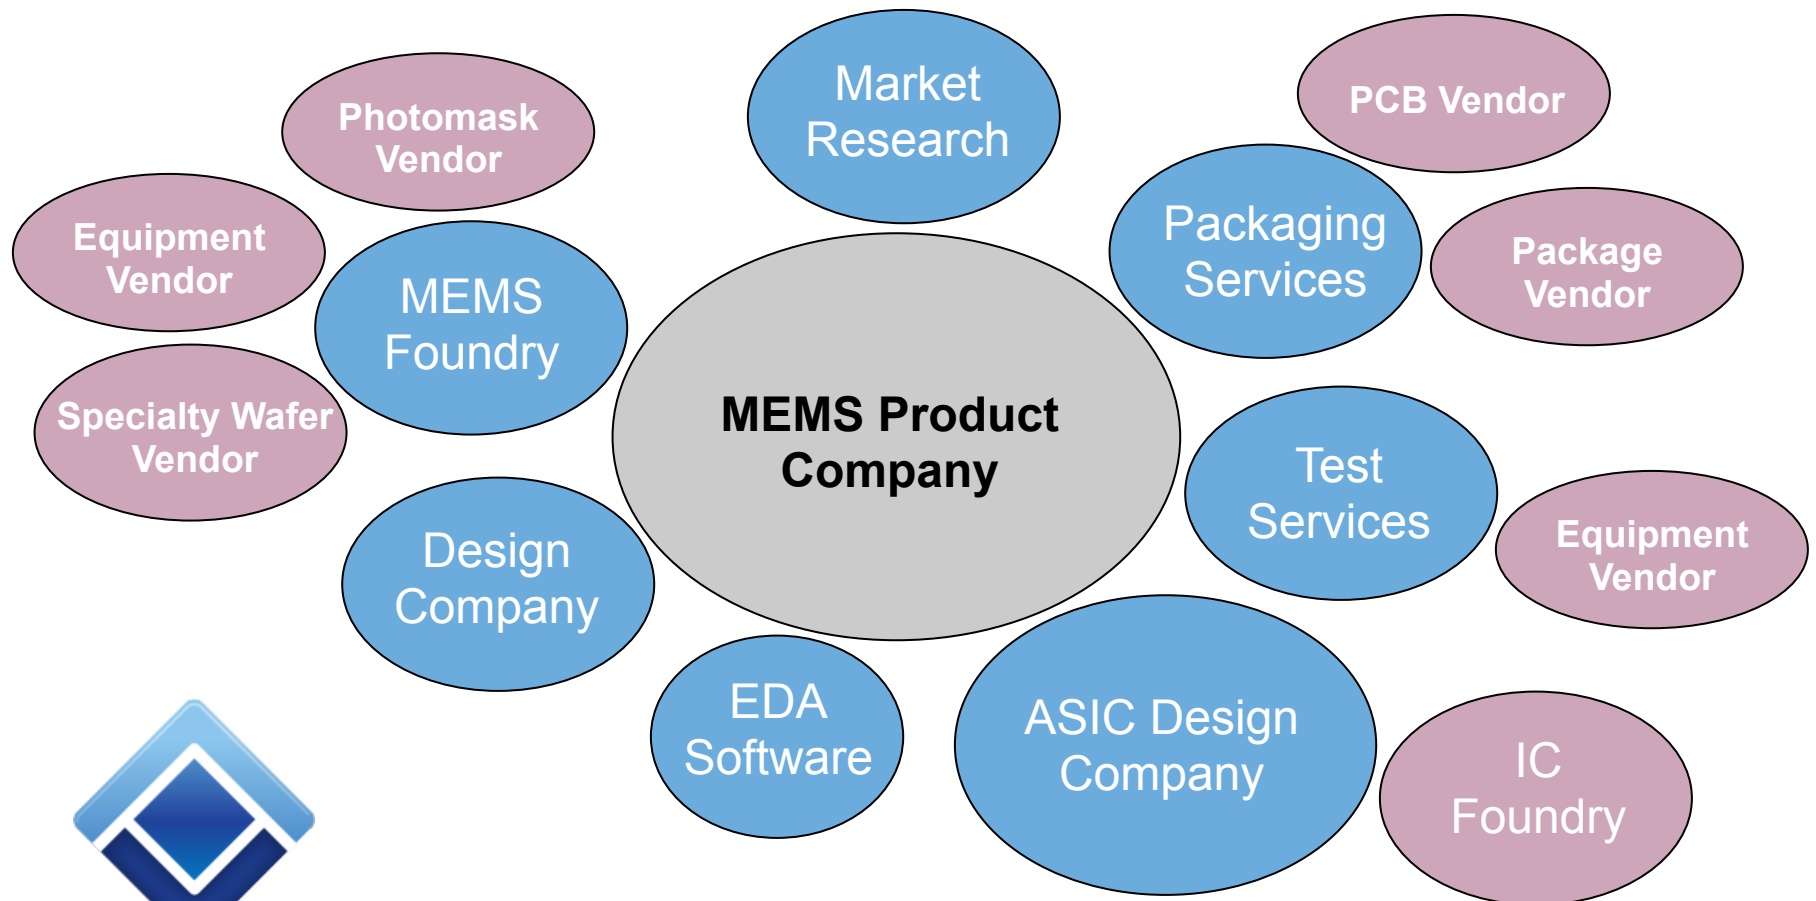 Market
Research
PCB Vendor
Photomask
Vendor
Packaging
Services
Equipment
Vendor
Package
Vendor
MEMS
Foundry
MEMS Product
Company
Specialty Wafer
Vendor
Test
Services
Design
Company
Equipment
Vendor
EDA
Software
ASIC Design
Company
IC
Foundry